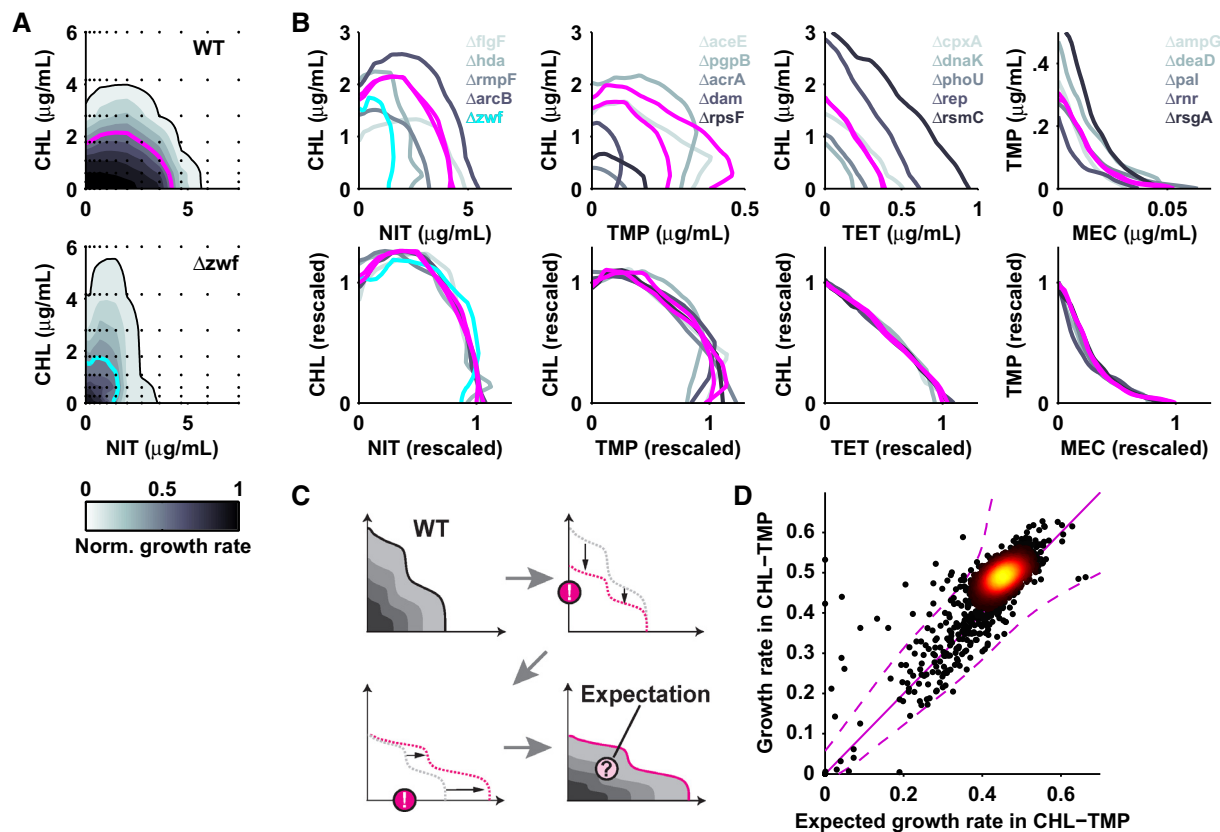 A
WT
CHL (μg/mL)
6
4
2
0
0
5
Δzwf
CHL (μg/mL)
6
4
2
0
0
5
NIT (μg/mL)
0
0.5
1
Norm. growth rate
B
CHL (μg/mL)
3
2
1
0
0
5
NIT (μg/mL)
ΔflgF
Δhda
ΔrmpF
ΔarcB
Δzwf
CHL (μg/mL)
3
2
1
0
0
0.5
TMP (μg/mL)
ΔaceE
ΔpgpB
ΔacrA
Δdam
ΔrpsF
CHL (μg/mL)
3
2
1
0
0
0.5
1
TET (μg/mL)
ΔcpxA
ΔdnaK
ΔphoU
Δrep
ΔrsmC
TMP (μg/mL)
.4
.2
0
0
0.05
MEC (μg/mL)
ΔampG
ΔdeaD
Δpal
Δrnr
ΔrsgA
CHL (rescaled)
1
0
0
1
NIT (rescaled)
CHL (rescaled)
1
0
0
1
TMP (rescaled)
CHL (rescaled)
1
0
0
1
TET (rescaled)
TMP (rescaled)
1
0
0
1
MEC (rescaled)
C
WT
!
!
Expectation
?
D
Growth rate in CHL−TMP
0.6
0.5
0.4
0.3
0.2
0.1
0
0
0.2
0.4
0.6
Expected growth rate in CHL−TMP